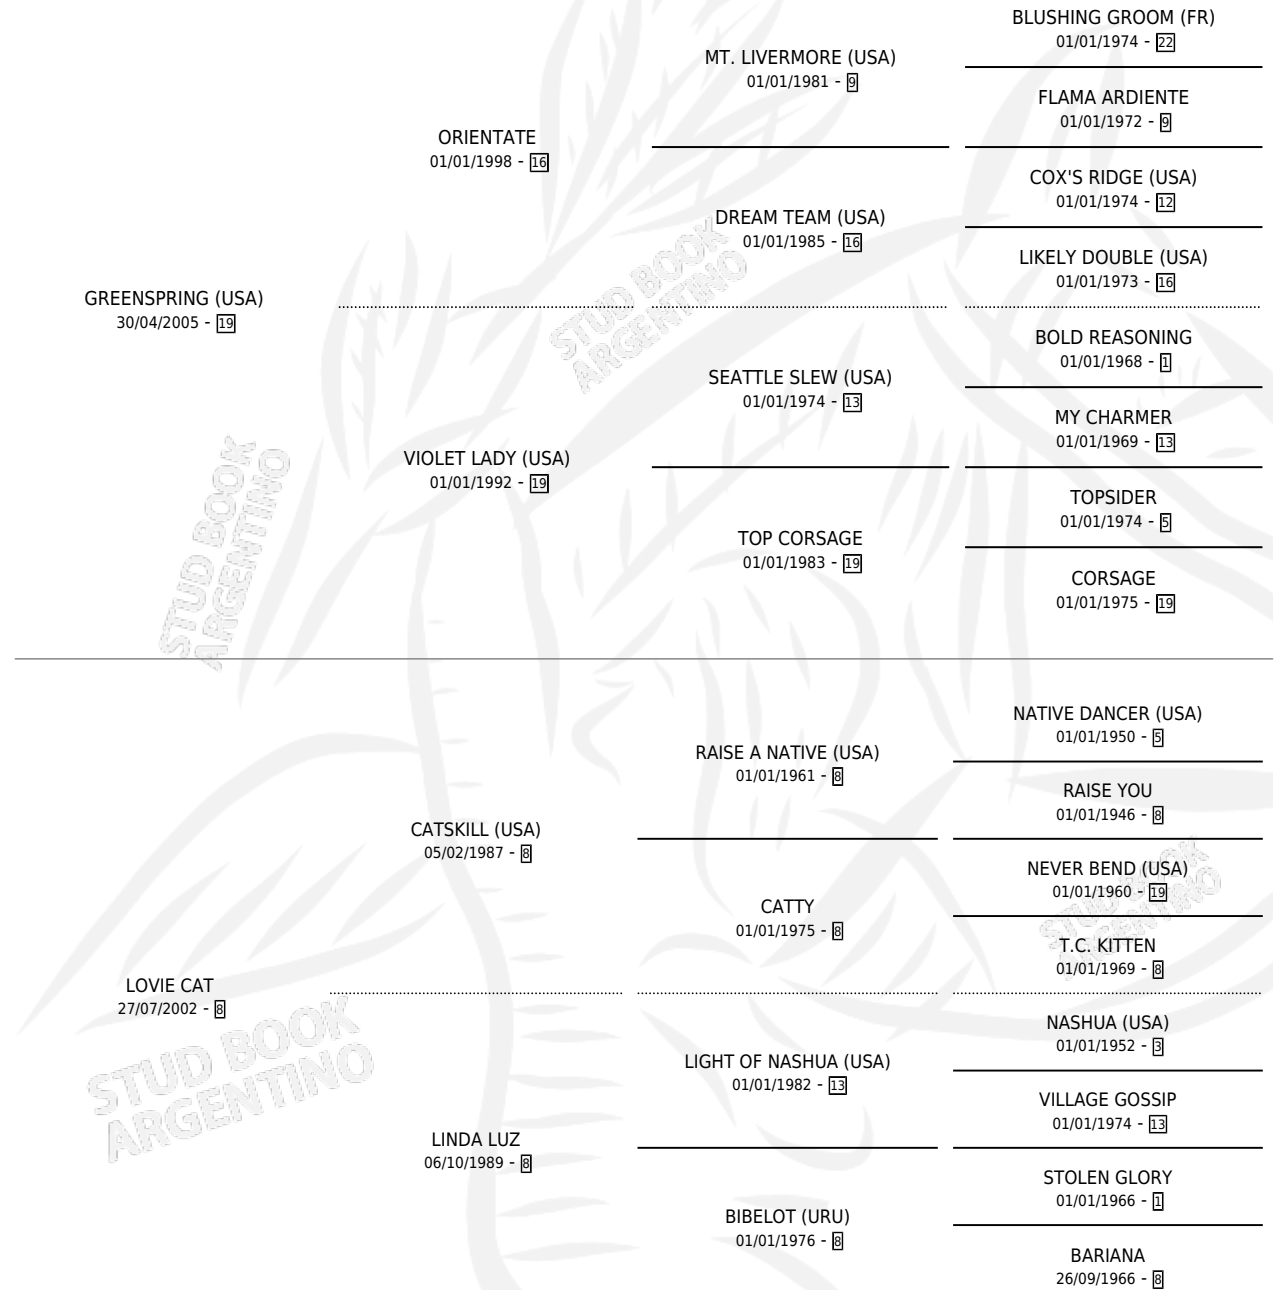 BLUSHING GROOM (FR)
01/01/1974 - 22
MT. LIVERMORE (USA)
01/01/1981 - 9
FLAMA ARDIENTE
01/01/1972 - 9
ORIENTATE
01/01/1998 - 16
COX'S RIDGE (USA)
01/01/1974 - 12
DREAM TEAM (USA)
01/01/1985 - 16
LIKELY DOUBLE (USA)
01/01/1973 - 16
GREENSPRING (USA)
30/04/2005 - 19
STUD BOOK
ARGENTINO
BOLD REASONING
01/01/1968 - 1
SEATTLE SLEW (USA)
01/01/1974 - 13
MY CHARMER
01/01/1969 - 13
VIOLET LADY (USA)
01/01/1992 - 19
TOPSIDER
01/01/1974 - 5
TOP CORSAGE
01/01/1983 - 19
CORSAGE
01/01/1975 - 19
STUD BOOK
ARGENTINO
NATIVE DANCER (USA)
01/01/1950 - 5
RAISE A NATIVE (USA)
01/01/1961 - 8
RAISE YOU
01/01/1946 - 8
CATSKILL (USA)
05/02/1987 - 8
NEVER BEND (USA)
01/01/1960 - 19
CATTY
01/01/1975 - 8
T.C. KITTEN
01/01/1969 - 8
STUD BOOK
ARGENTINO
LOVIE CAT
27/07/2002 - 8
NASHUA (USA)
01/01/1952 - 3
LIGHT OF NASHUA (USA)
01/01/1982 - 13
VILLAGE GOSSIP
01/01/1974 - 13
STUD BOOK
ARGENTINO
LINDA LUZ
06/10/1989 - 8
STOLEN GLORY
01/01/1966 - 1
BIBELOT (URU)
01/01/1976 - 8
BARIANA
26/09/1966 - 8